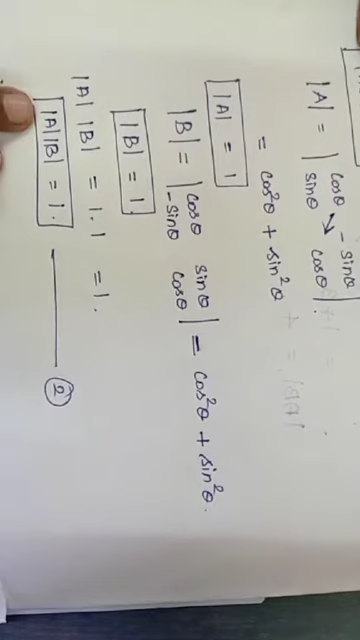 |A| = | cosθ - sinθ |
| sinθ cosθ | .
= cos²θ + sin²θ
|A| = 1
|B| = | cosθ sinθ | = cos²θ + sin²θ.
| -sinθ cosθ |
|B| = 1.
|A| |B| = 1.1 = 1.
|A||B| = 1. ②